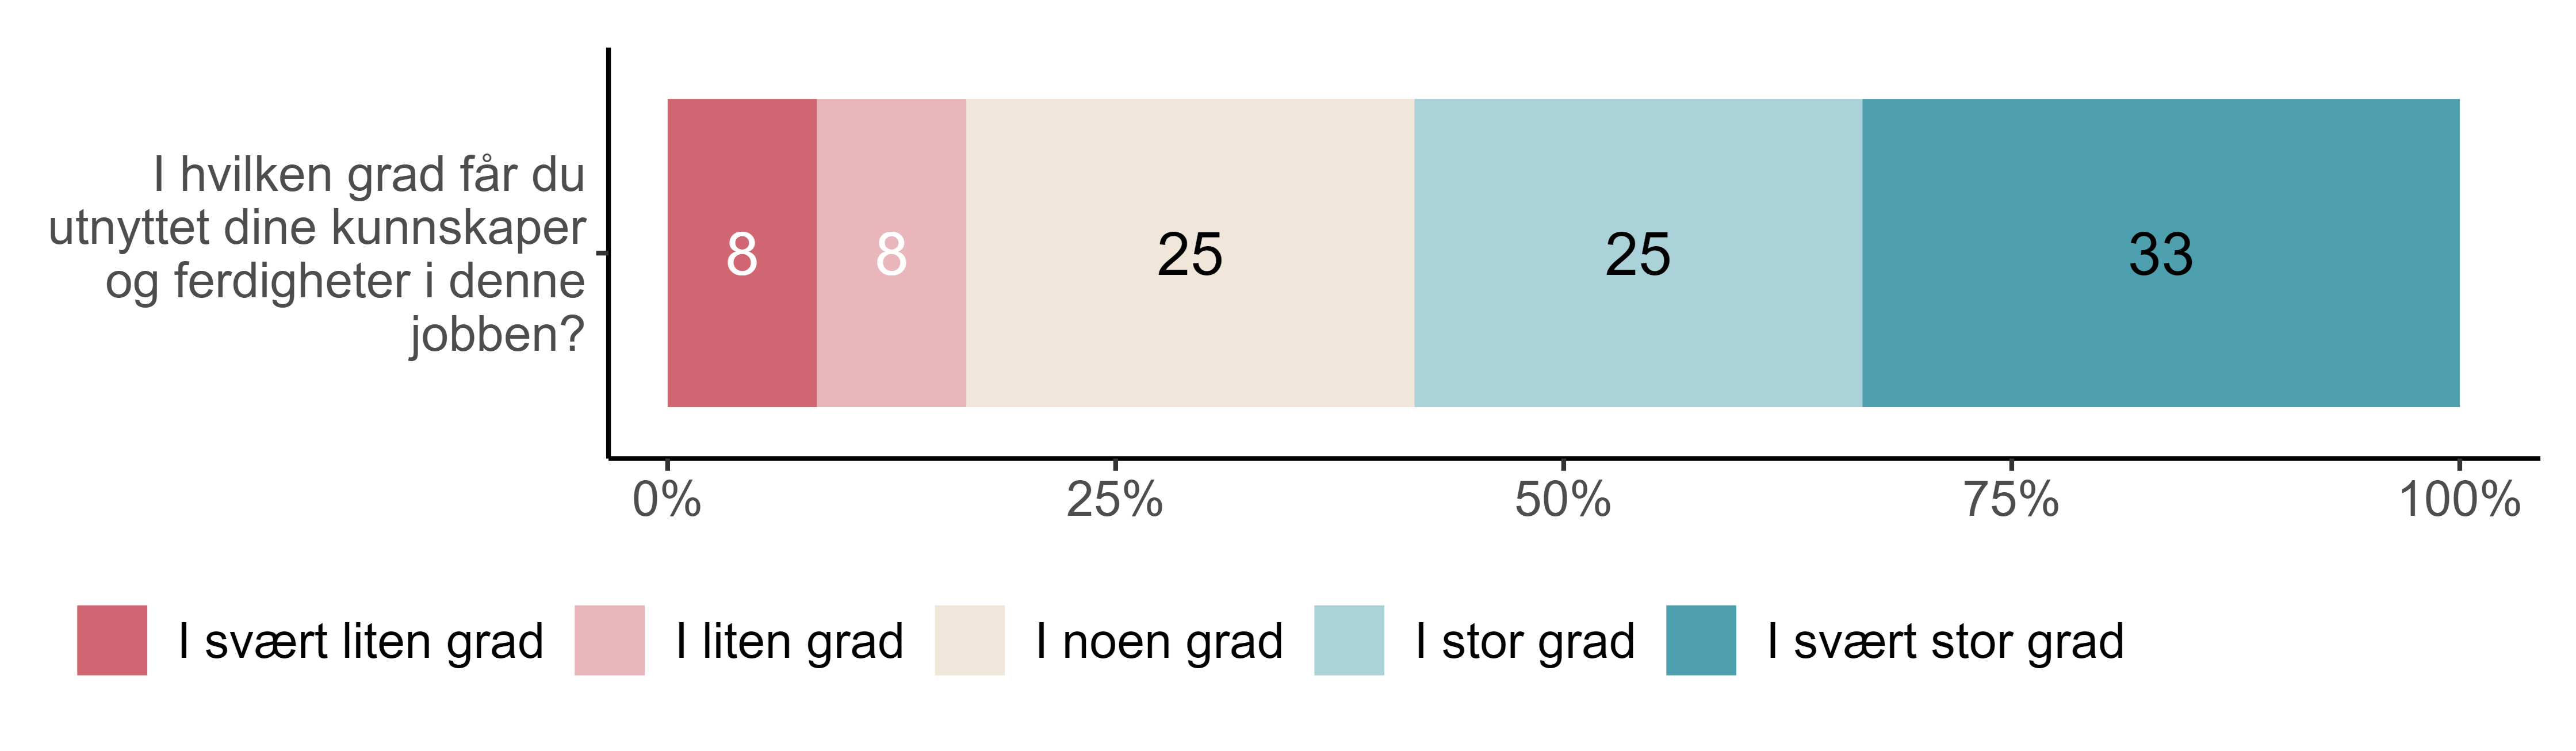 I hvilken grad får du
utnyttet dine kunnskaper
og ferdigheter i denne
jobben?
8 8 25 25 33
0% 25% 50% 75% 100%
I svært liten grad I liten grad I noen grad I stor grad I svært stor grad